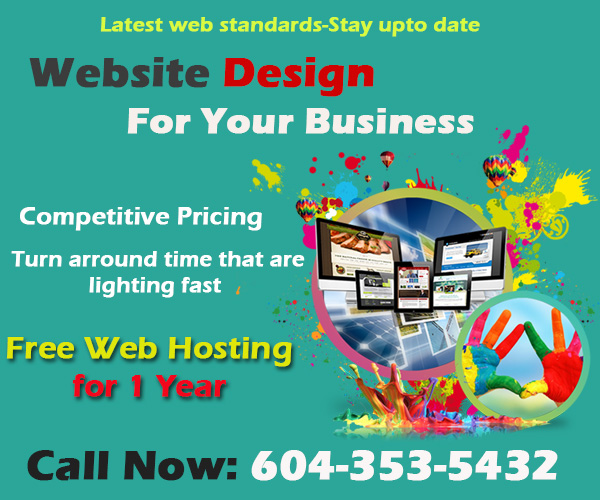 Latest web standards-Stay upto date
Website Design
For Your Business
Competitive Pricing
Turn arround time that are
lighting fast
Free Web Hosting
for 1 Year
Call Now: 604-353-5432